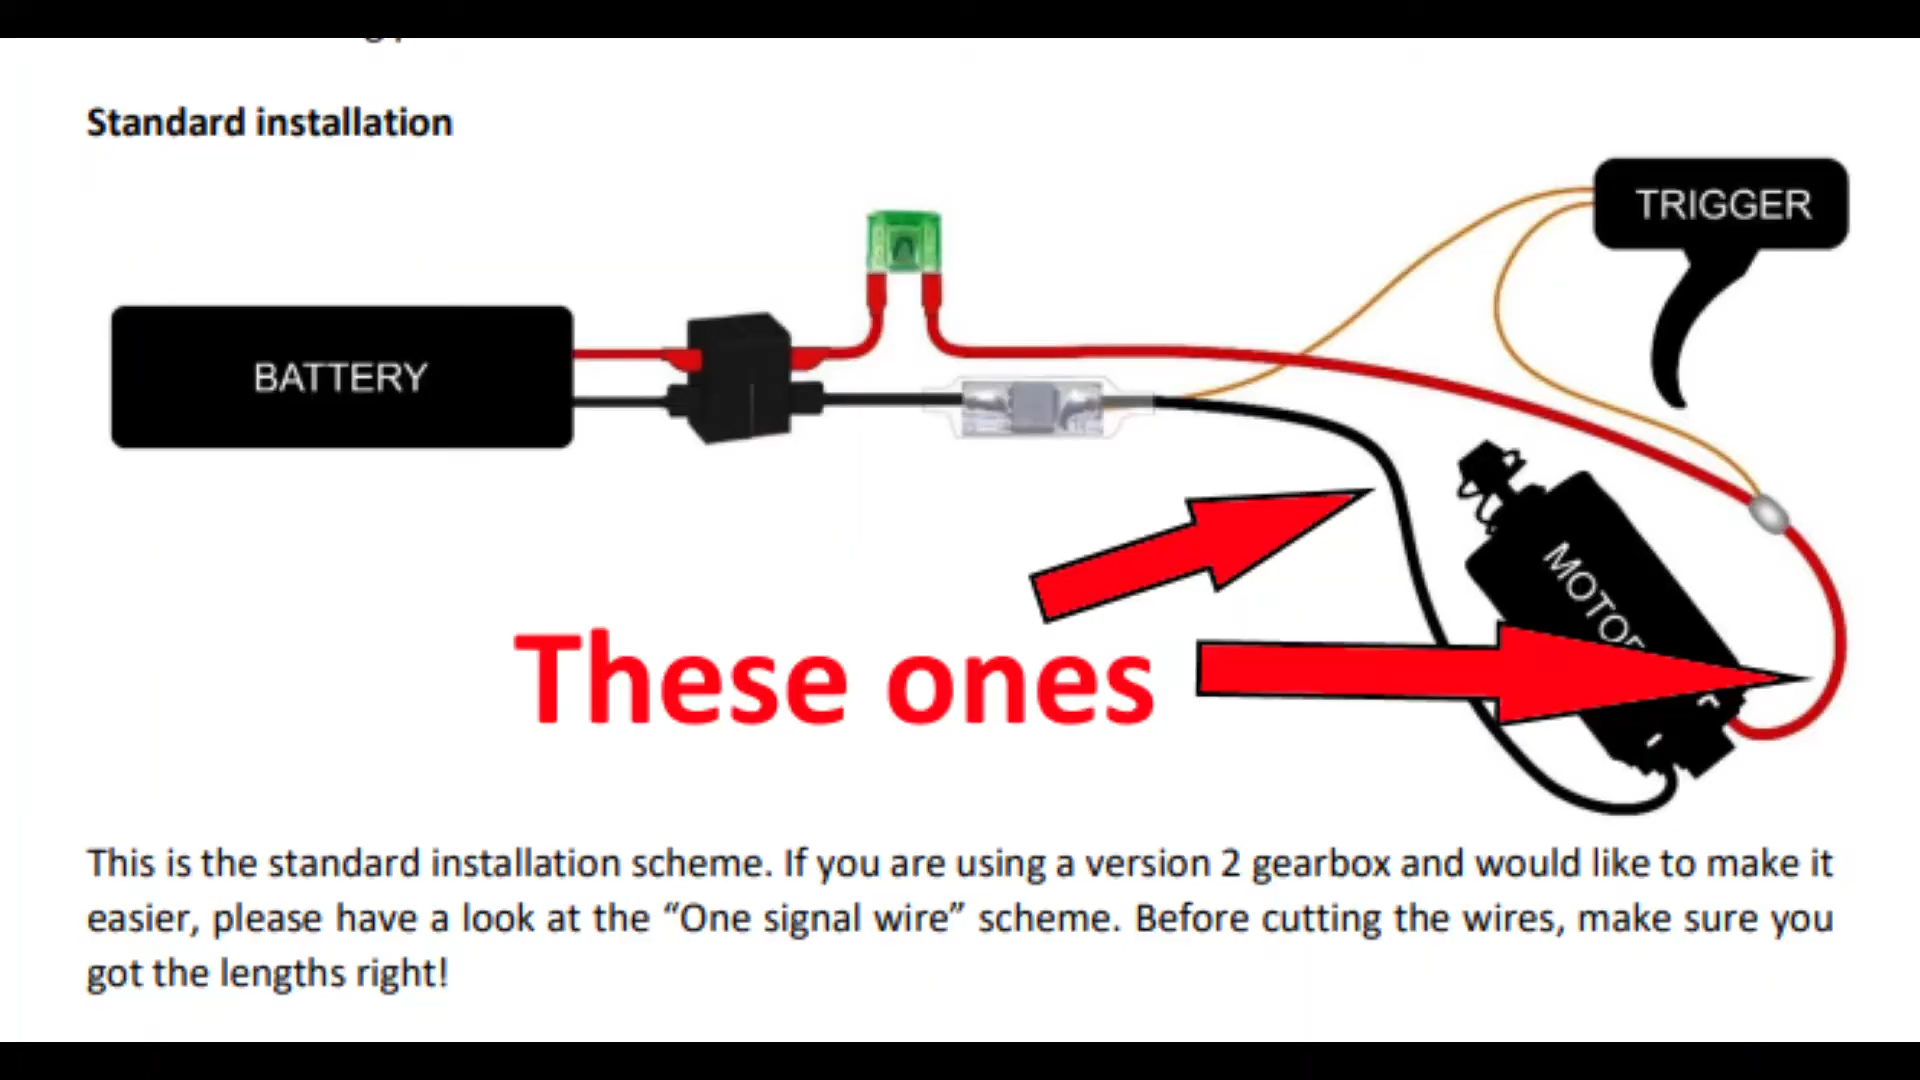 Standard installation
TRIGGER
BATTERY
These ones
This is the standard installation scheme. If you are using a version 2 gearbox and would like to make it
easier, please have a look at the “One signal wire” scheme. Before cutting the wires, make sure you
got the lengths right!